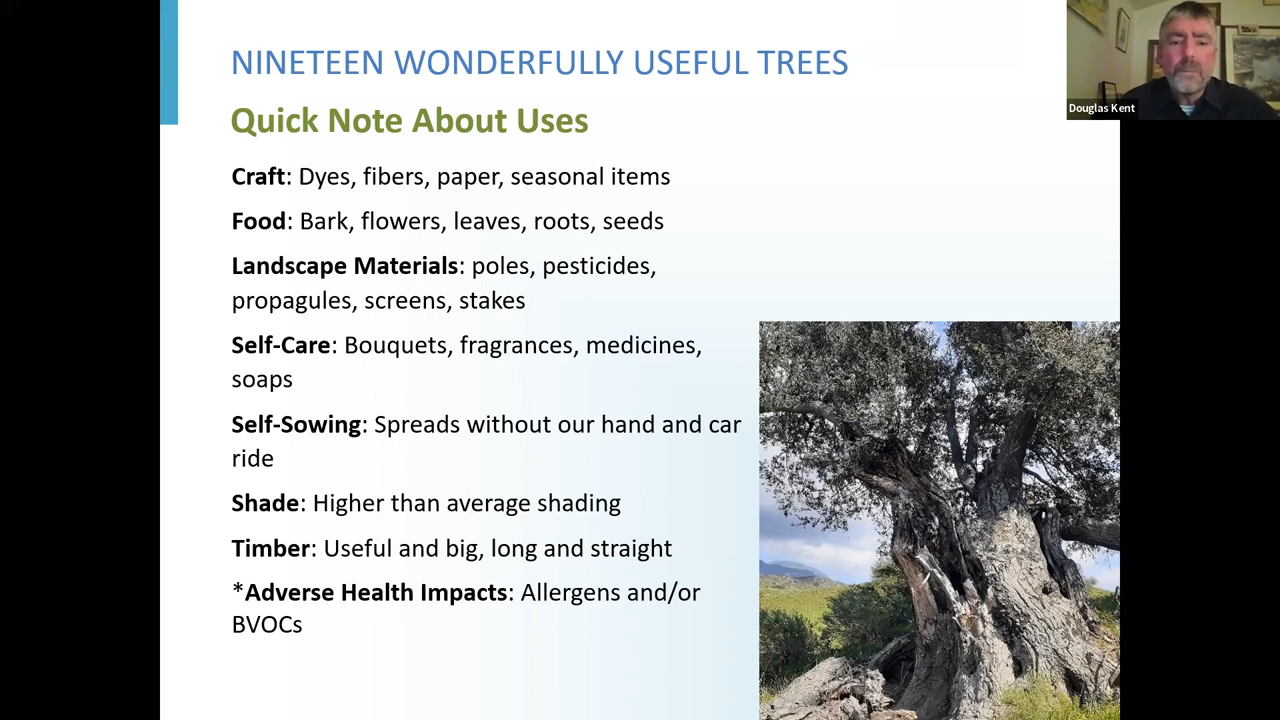 NINETEEN WONDERFULLY USEFUL TREES
Quick Note About Uses
Craft: Dyes, fibers, paper, seasonal items
Food: Bark, flowers, leaves, roots, seeds
Landscape Materials: poles, pesticides,
propagules, screens, stakes
Self-Care: Bouquets, fragrances, medicines,
soaps
Self-Sowing: Spreads without our hand and car
ride
Shade: Higher than average shading
Timber: Useful and big, long and straight
*Adverse Health Impacts: Allergens and/or
BVOCs
Douglas Kent